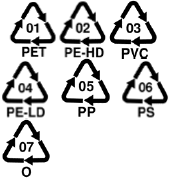 01 02 03
PET PE-HD PVC
04 05 06
PE-LD PP PS
07
O